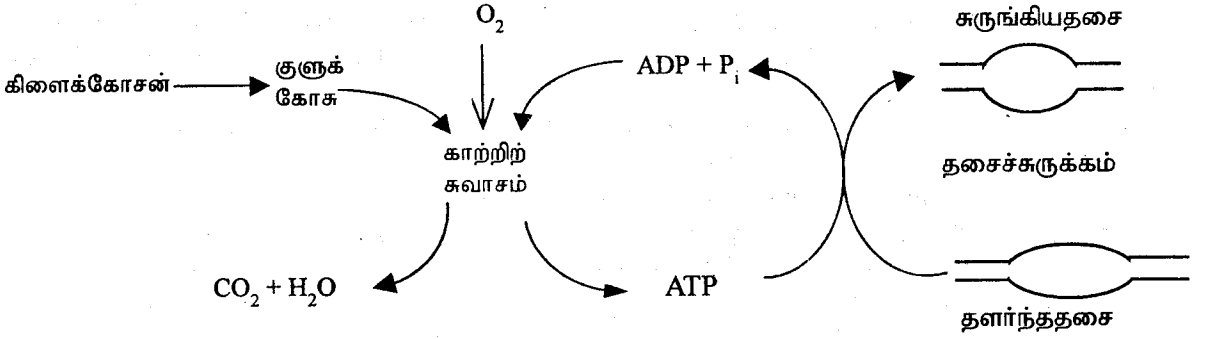 O₂
சுருங்கியதசை
கிளைக்கோசன்
குளுக்
கோசு
ADP + Pᵢ
காற்றிற்
சுவாசம்
தசைச்சுருக்கம்
CO₂ + H₂O
ATP
தளர்ந்ததசை